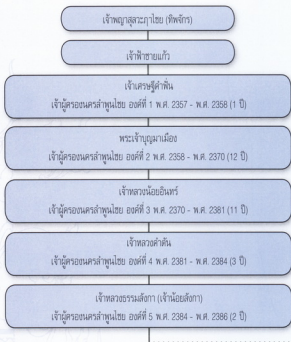 เจ้าพญาสุลวะฦาไชย (ทิพจักร)
เจ้าฟ้าชายแก้ว
เจ้าเศรษฐีคำฝั้น
เจ้าผู้ครองนครลำพูนไชย องค์ที่ 1 พ.ศ. 2357 - พ.ศ. 2358 (1 ปี)
พระเจ้าบุญมาเมือง
เจ้าผู้ครองนครลำพูนไชย องค์ที่ 2 พ.ศ. 2358 - พ.ศ. 2370 (12 ปี)
เจ้าหลวงน้อยอินทร์
เจ้าผู้ครองนครลำพูนไชย องค์ที่ 3 พ.ศ. 2370 - พ.ศ. 2381 (11 ปี)
เจ้าหลวงคำตัน
เจ้าผู้ครองนครลำพูนไชย องค์ที่ 4 พ.ศ. 2381 - พ.ศ. 2384 (3 ปี)
เจ้าหลวงธรรมลังกา (เจ้าน้อยลังกา)
เจ้าผู้ครองนครลำพูนไชย องค์ที่ 5 พ.ศ. 2384 - พ.ศ. 2386 (2 ปี)